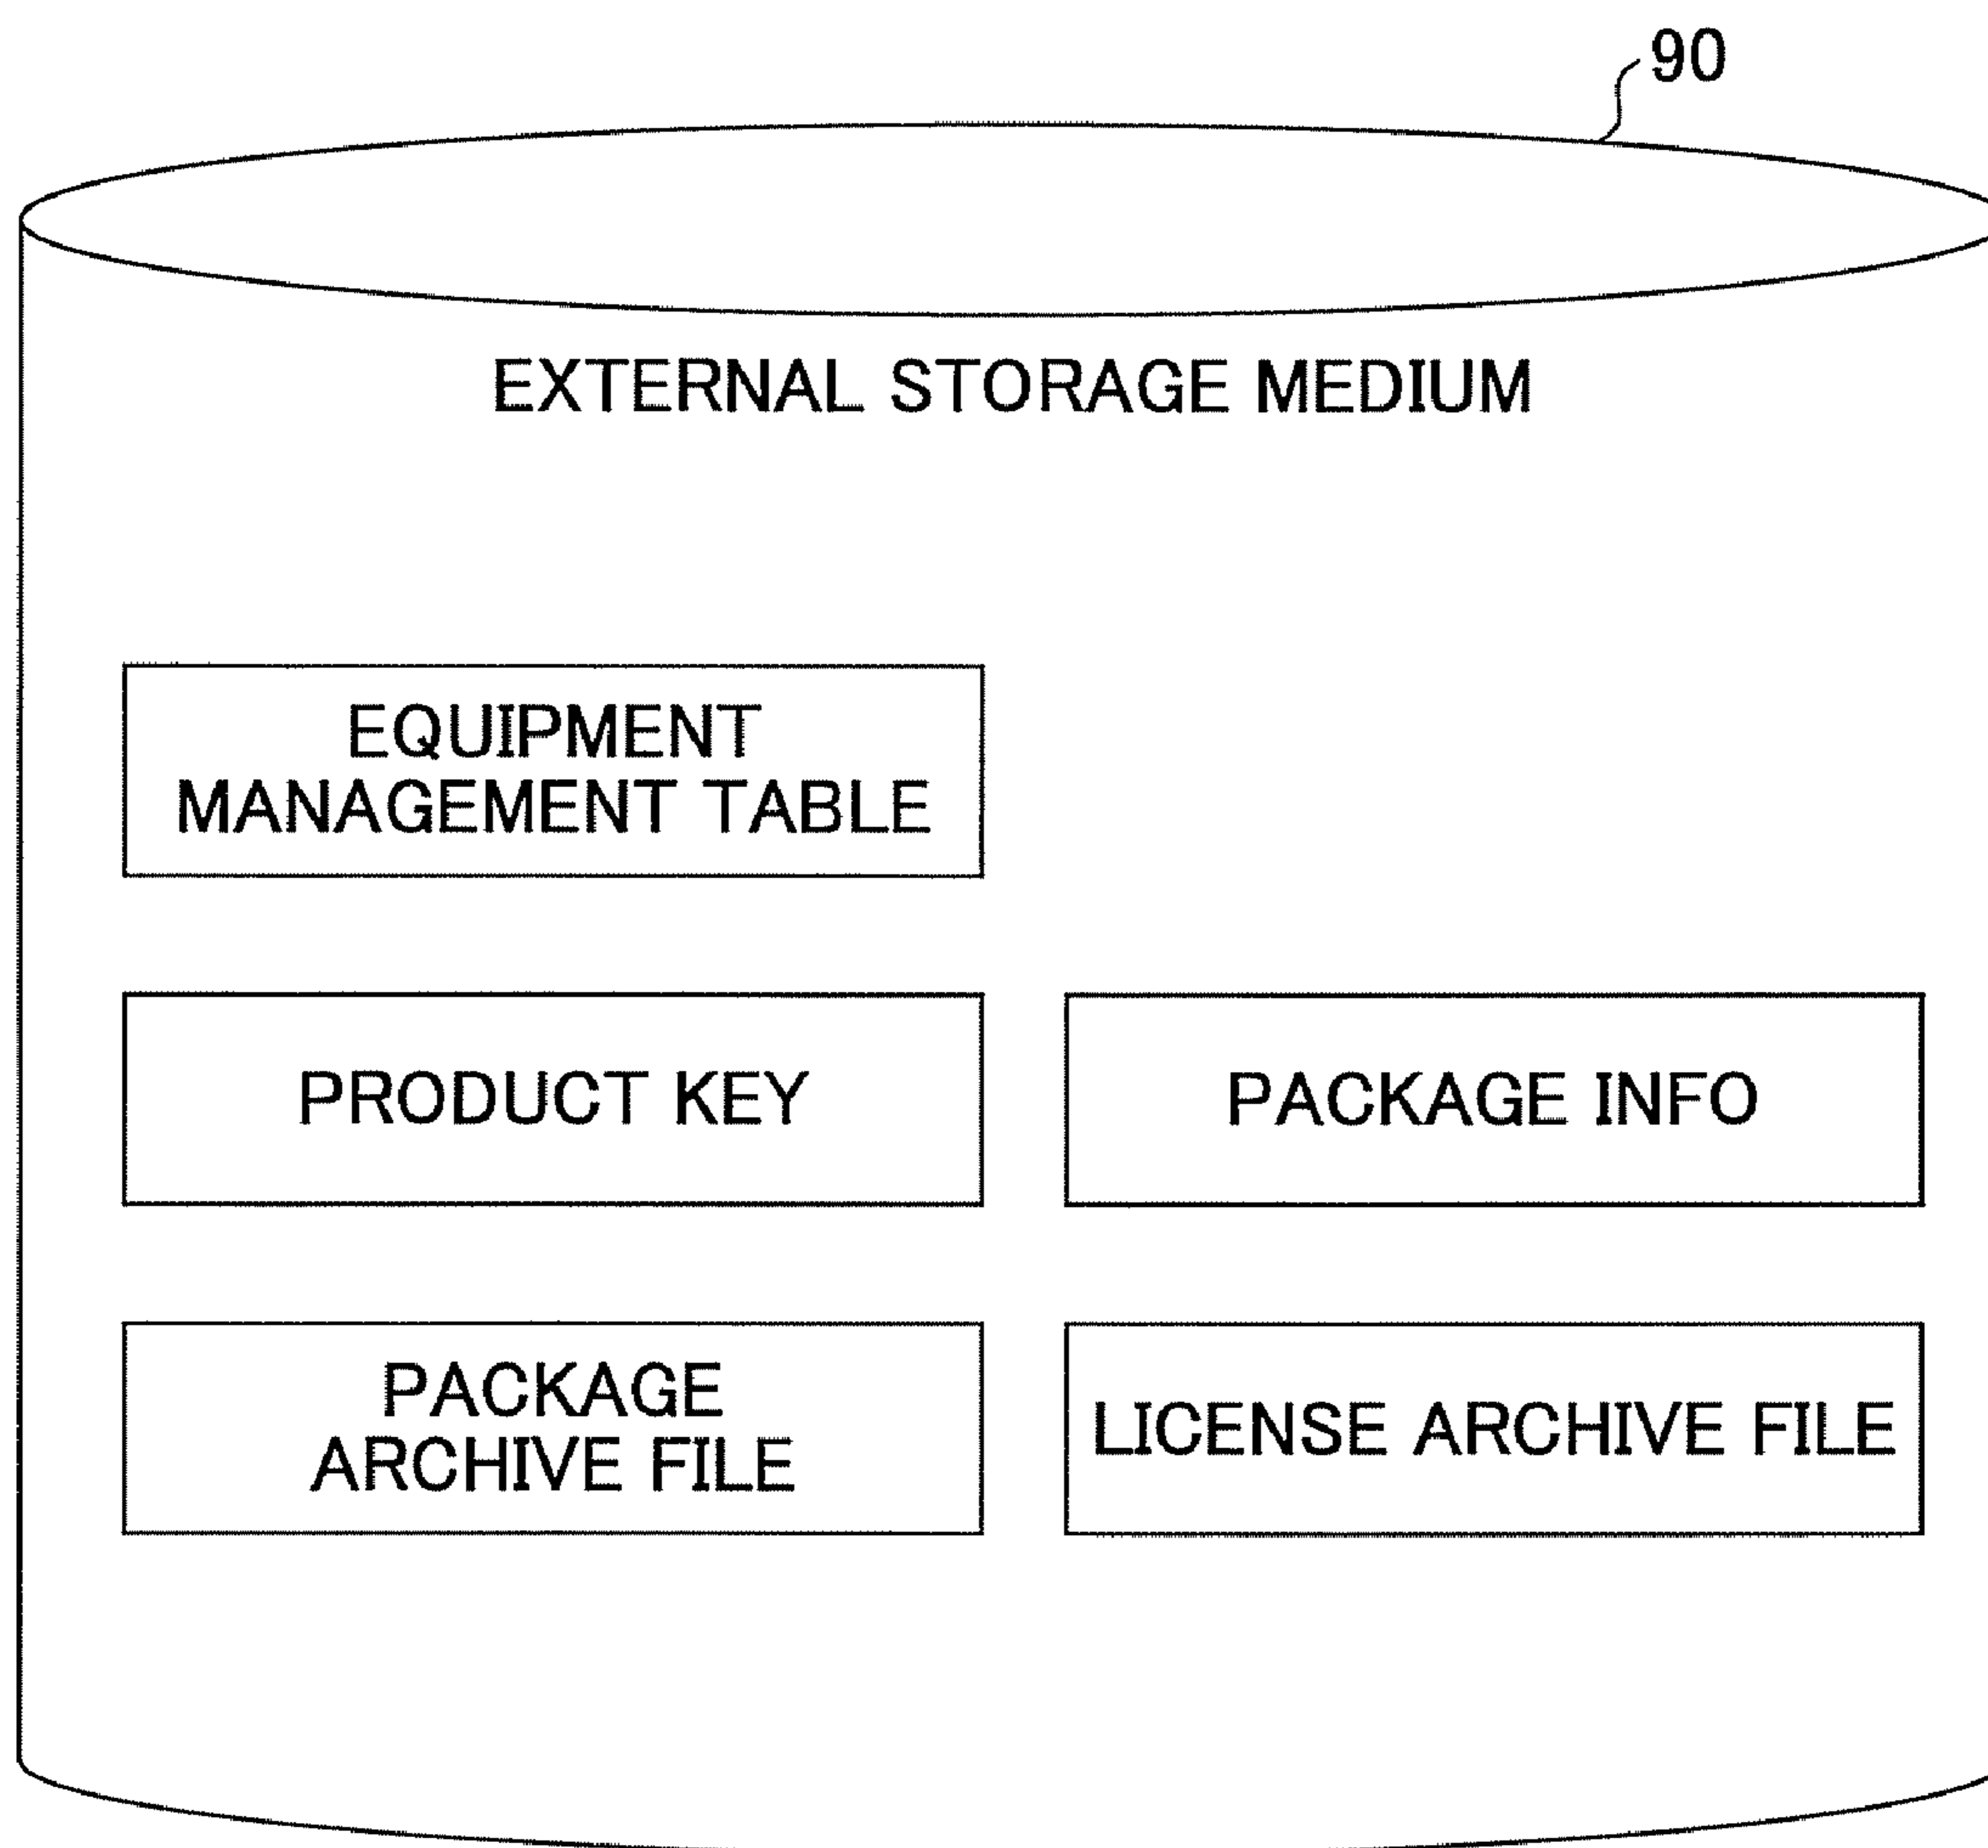 90
EXTERNAL STORAGE MEDIUM
EQUIPMENT
MANAGEMENT TABLE
PRODUCT KEY
PACKAGE INFO
PACKAGE
ARCHIVE FILE
LICENSE ARCHIVE FILE